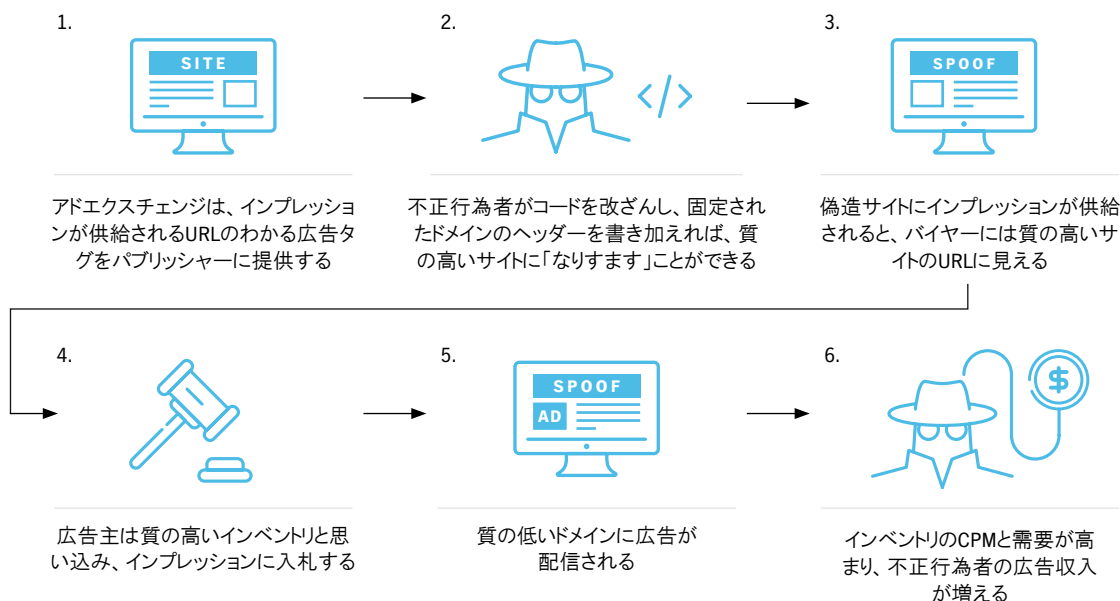 1.
SITE
アドエクスチェンジは、インプレッショ
ンが供給されるURLのわかる広告タ
グをパブリッシャーに提供する
2.
</>
不正行為者がコードを改ざんし、固定され
たドメインのヘッダーを書き加えれば、質
の高いサイトに「なりすます」ことができる
3.
SPOOF
偽造サイトにインプレッションが供給
されると、バイヤーには質の高いサ
イトのURLに見える
4.
広告主は質の高いインベントリと思
い込み、インプレッションに入札する
5.
SPOOF
AD
質の低いドメインに広告が
配信される
6.
$
インベントリのCPMと需要が高
まり、不正行為者の広告収入
が増える